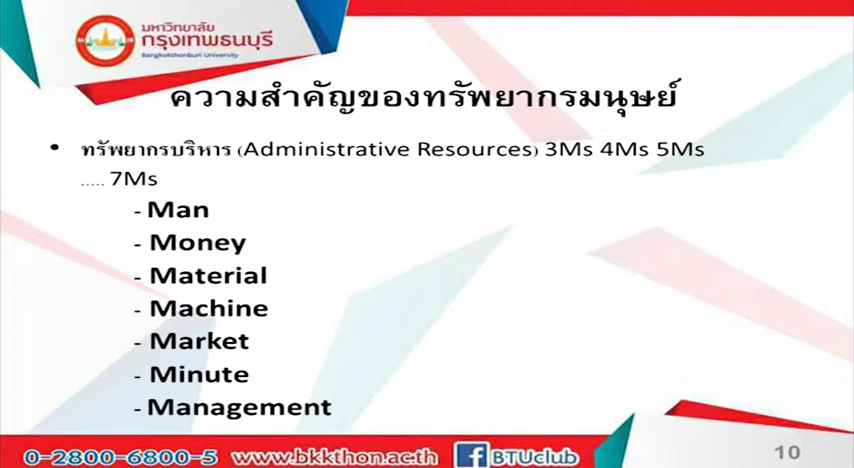 มหาวิทยาลัย
กรุงเทพธนบุรี
Bangkokthonburi University
ความสำคัญของทรัพยากรมนุษย์
• ทรัพยากรบริหาร (Administrative Resources) 3Ms 4Ms 5Ms
..... 7Ms
- Man
- Money
- Material
- Machine
- Market
- Minute
- Management
0-2800-6800-5 www.bkkthon.ac.th f BTUclub
10